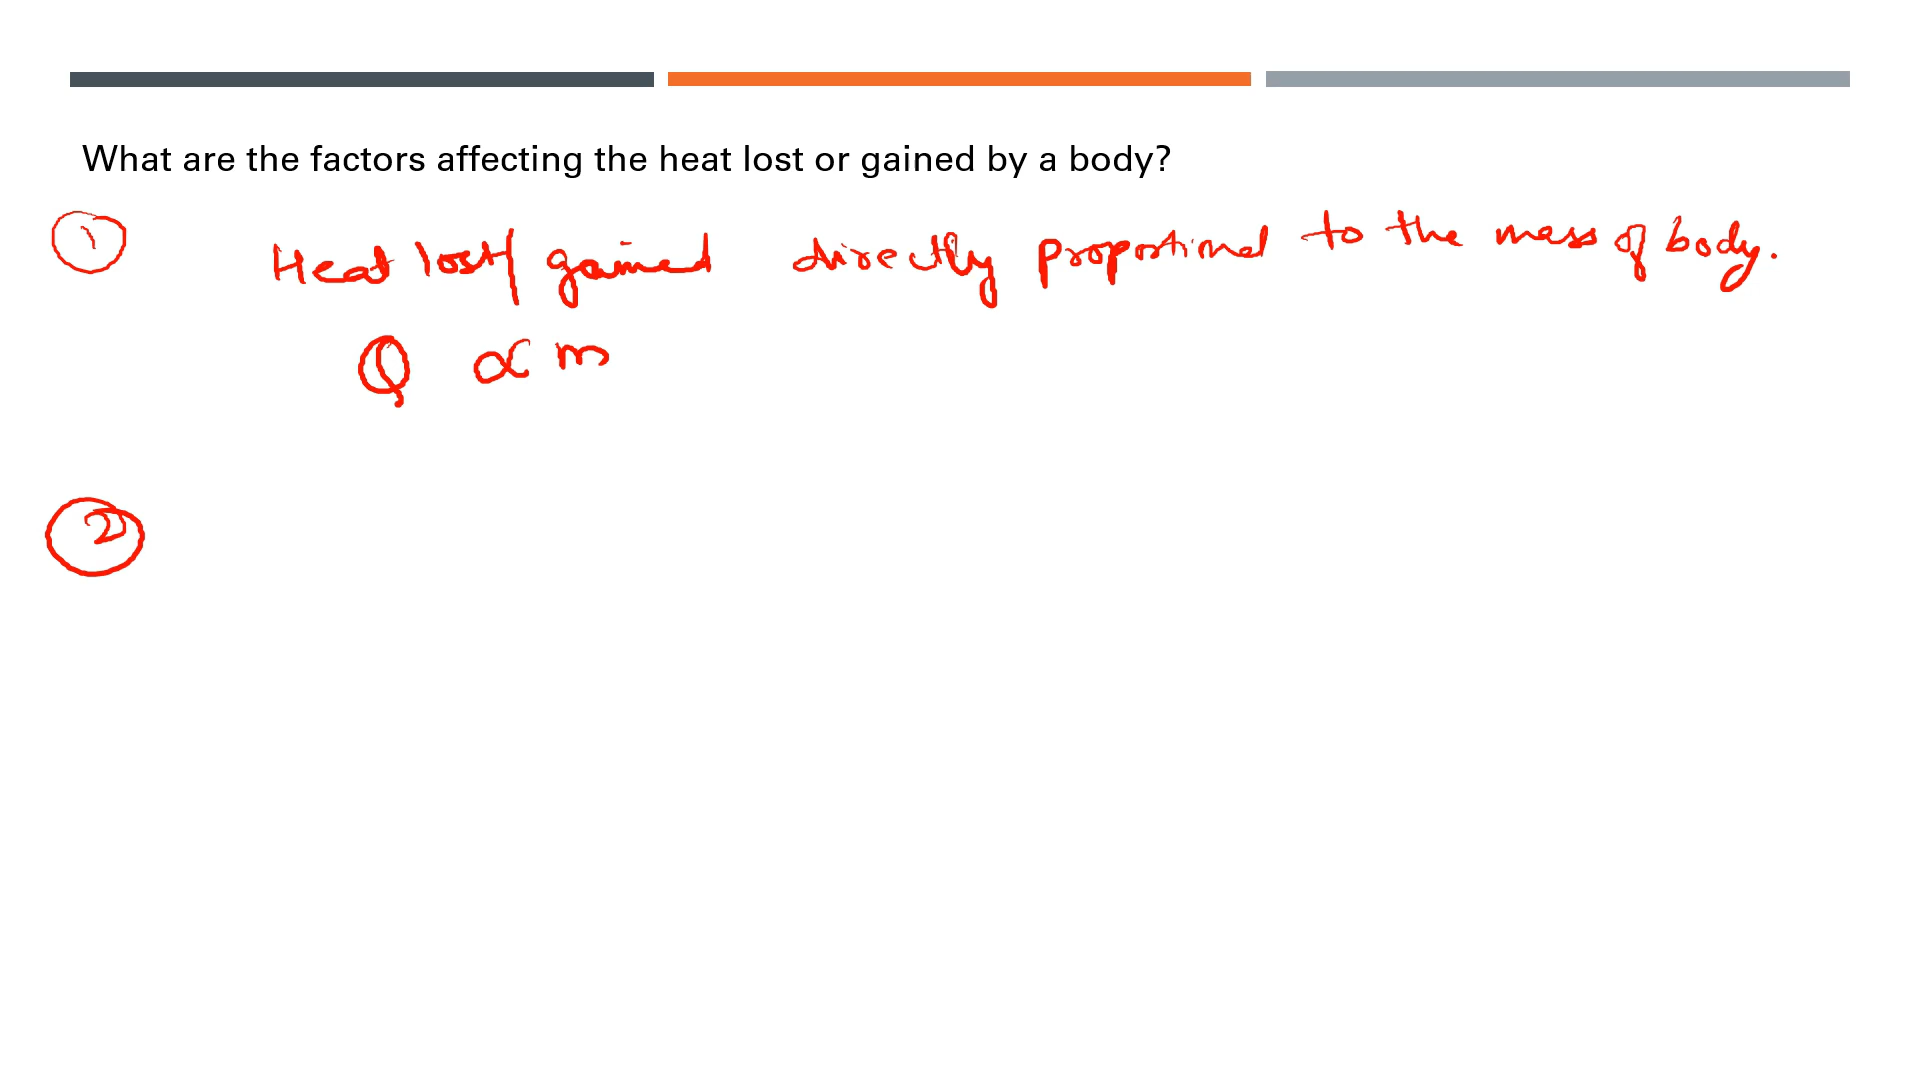 What are the factors affecting the heat lost or gained by a body?
① Heat lost/gained directly proportional to the mass of body.
Q ∝ m
②